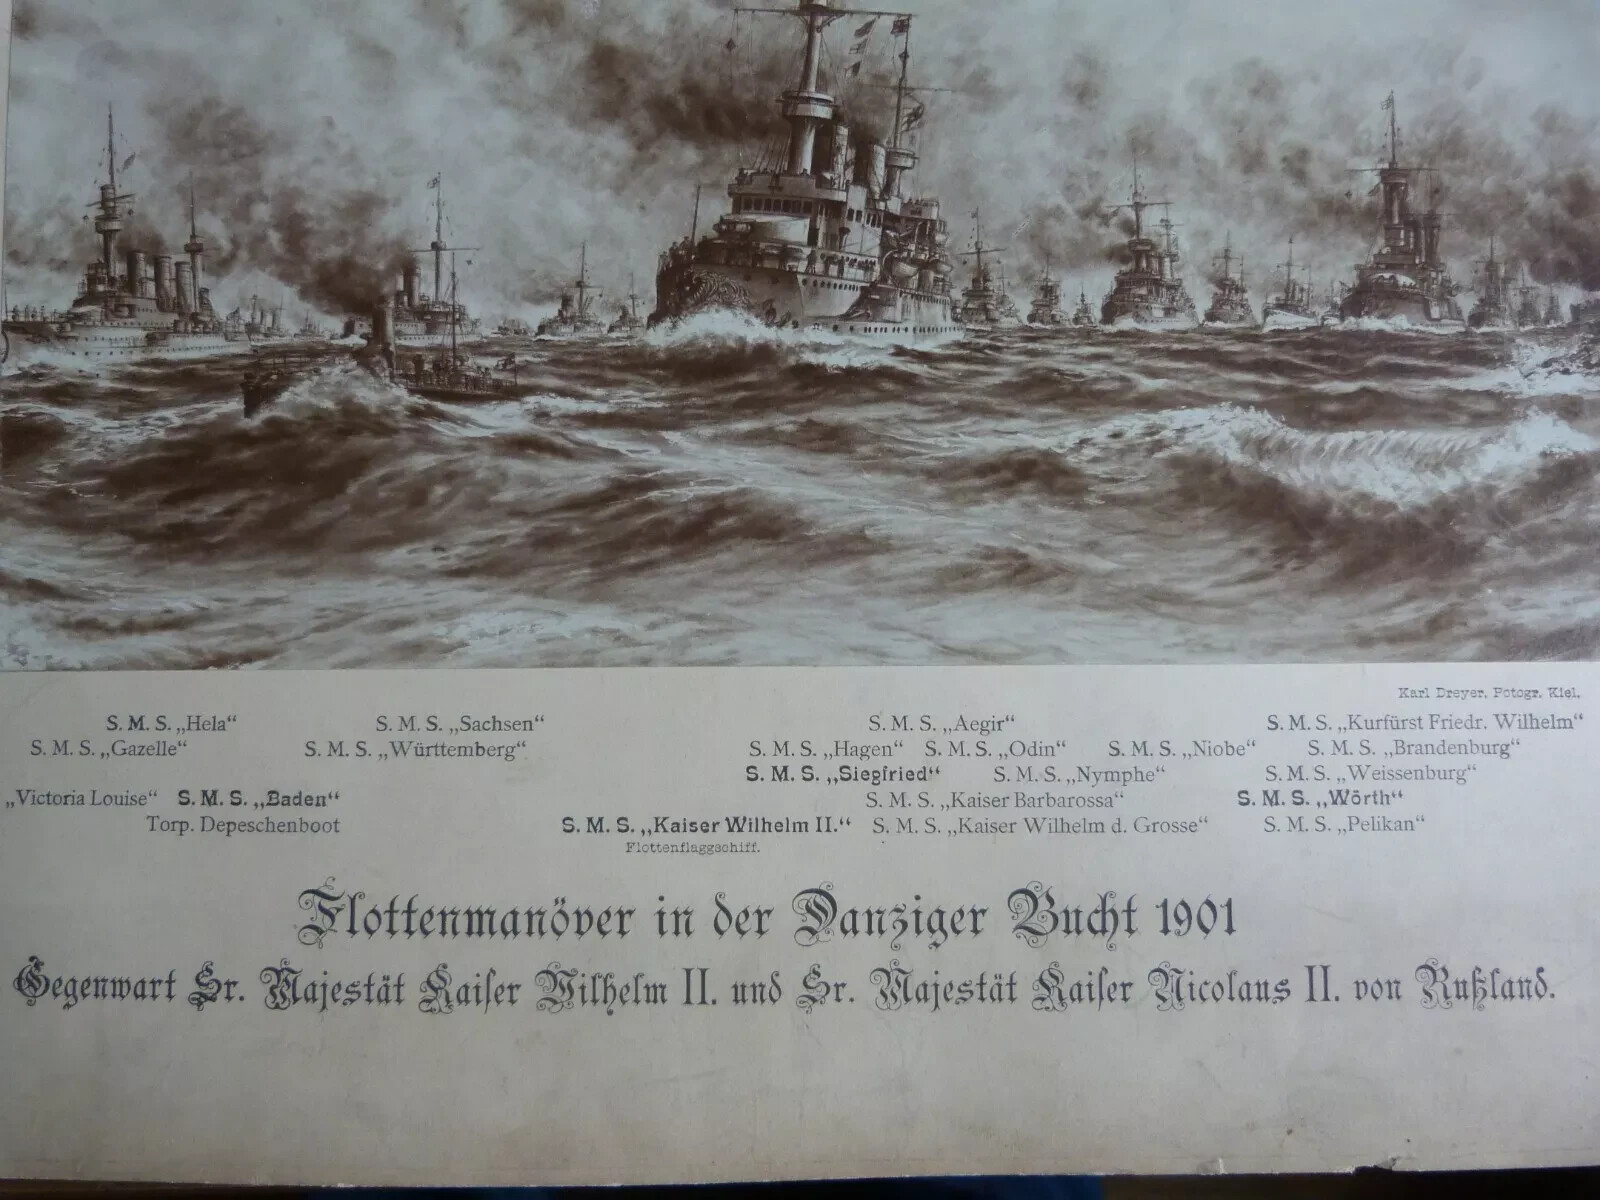 Karl Dreyer, Fotogr. Kiel.
S. M. S. „Hela“ S. M. S. „Sachsen“ S. M. S. „Aegir“ S. M. S. „Kurfürst Friedr. Wilhelm“
S. M. S. „Gazelle“ S. M. S. „Württemberg“ S. M. S. „Hagen“ S. M. S. „Odin“ S. M. S. „Niobe“ S. M. S. „Brandenburg“
S. M. S. „Siegfried“ S. M. S. „Nymphe“ S. M. S. „Weissenburg“
„Victoria Louise“ S. M. S. „Baden“ S. M. S. „Kaiser Barbarossa“ S. M. S. „Wörth“
Torp. Depeschenboot S. M. S. „Kaiser Wilhelm II.“ S. M. S. „Kaiser Wilhelm d. Grosse“ S. M. S. „Pelikan“
Flottenflaggschiff.
Flottenmanöver in der Danziger Bucht 1901
Gegenwart Sr. Majestät Kaiſer Wilhelm II. und Sr. Majestät Kaiſer Nicolaus II. von Rußland.